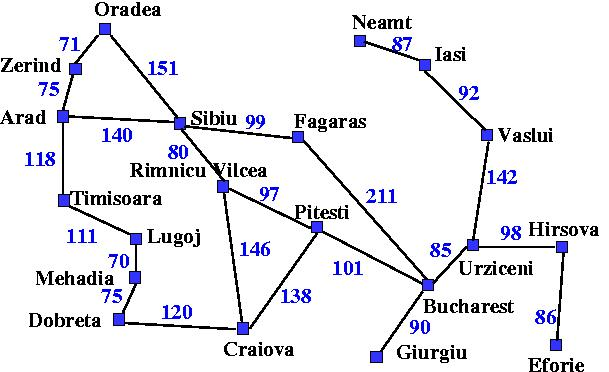 Oradea
Neamt
71
87
Iasi
Zerind
151
75
92
Arad
Sibiu
99
Fagaras
140
Vaslui
80
118
Rimnicu Vilcea
142
97
211
Timisoara
Pitesti
111
Lugoj
146
85
98
Hirsova
70
101
Urziceni
Mehadia
75
138
Bucharest
86
120
Dobreta
90
Craiova
Giurgiu
Eforie